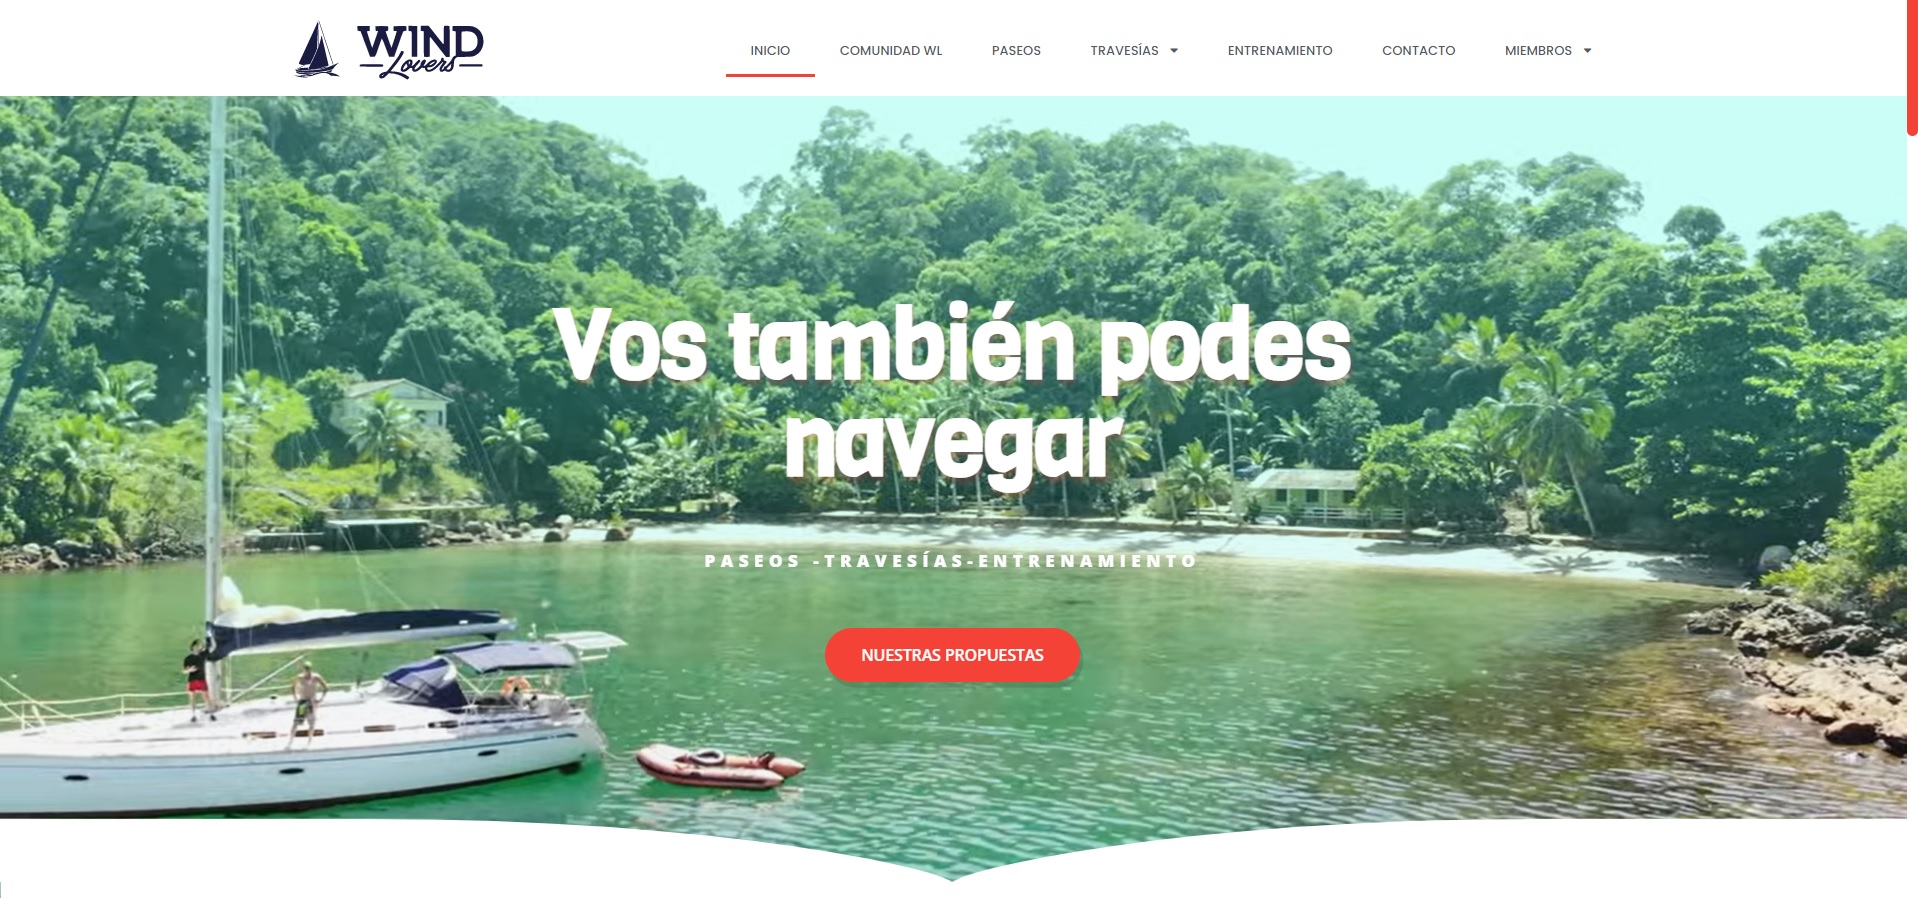 WIND
Lovers
INICIO COMUNIDAD WL PASEOS TRAVESÍAS ENTRENAMIENTO CONTACTO MIEMBROS
Vos también podes
navegar
PASEOS -TRAVESÍAS-ENTRENAMIENTO
NUESTRAS PROPUESTAS